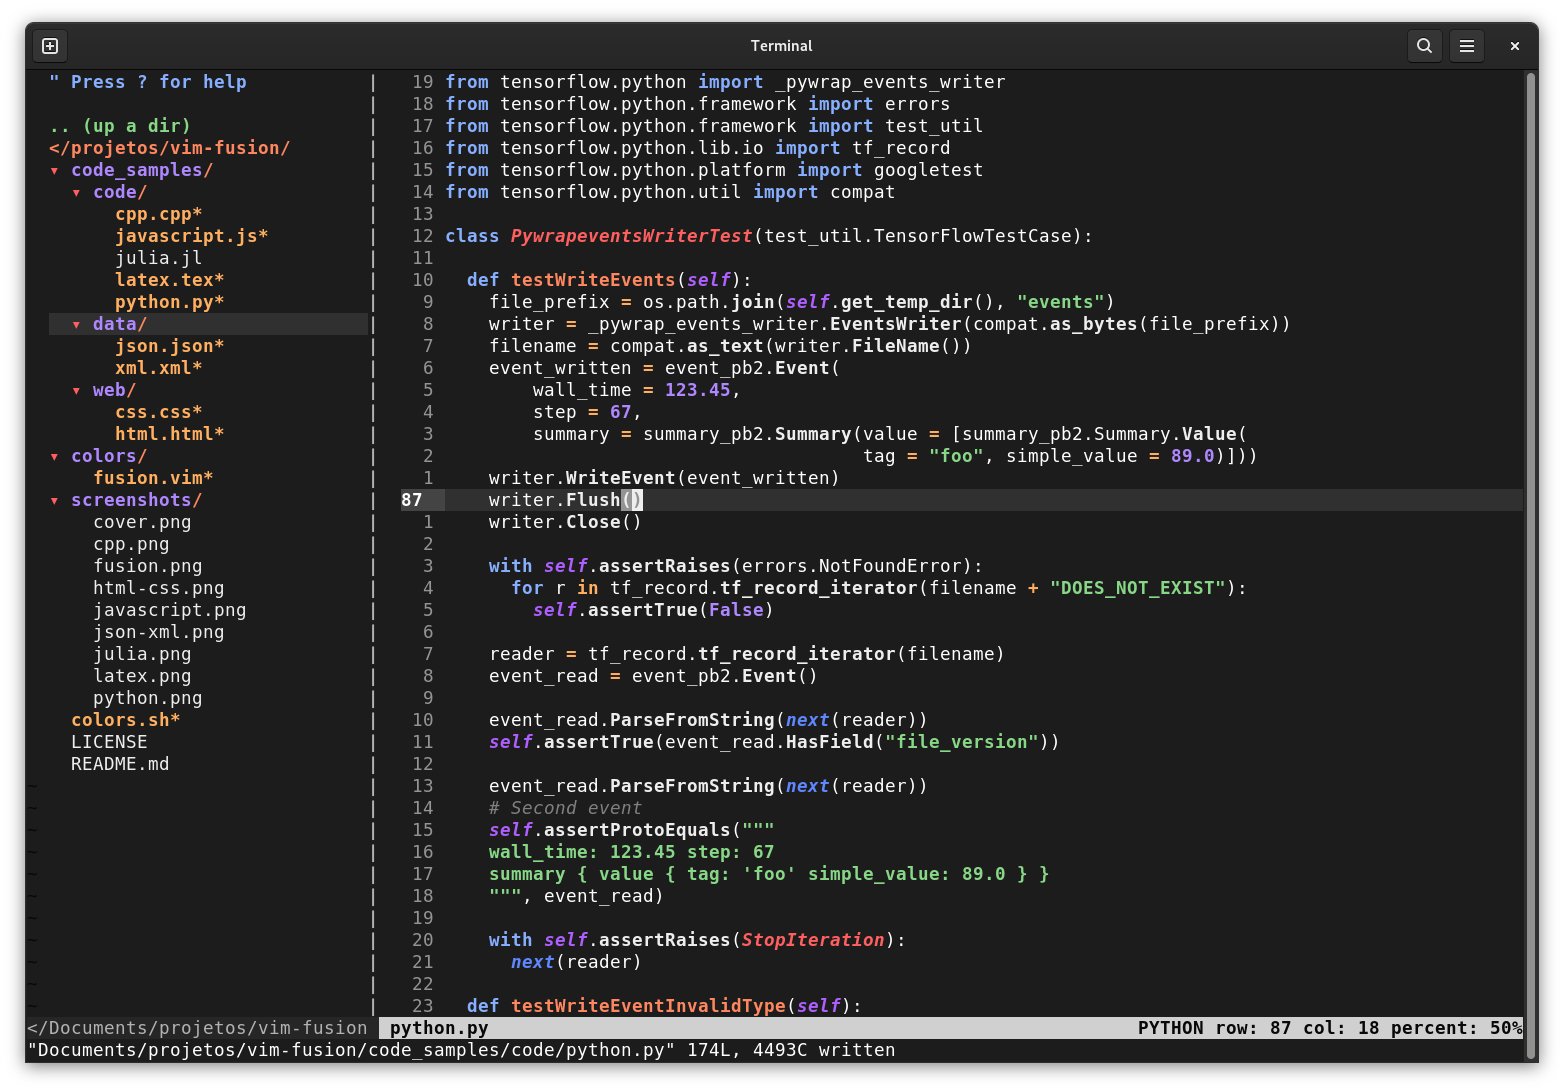 Terminal
" Press ? for help
.. (up a dir)
</projetos/vim-fusion/
▾ code_samples/
▾ code/
cpp.cpp*
javascript.js*
julia.jl
latex.tex*
python.py*
▾ data/
json.json*
xml.xml*
▾ web/
css.css*
html.html*
▾ colors/
fusion.vim*
▾ screenshots/
cover.png
cpp.png
fusion.png
html-css.png
javascript.png
json-xml.png
julia.png
latex.png
python.png
colors.sh*
LICENSE
README.md
~
~
~
~
~
~
~
~
~
~
~
19 from tensorflow.python import _pywrap_events_writer
18 from tensorflow.python.framework import errors
17 from tensorflow.python.framework import test_util
16 from tensorflow.python.lib.io import tf_record
15 from tensorflow.python.platform import googletest
14 from tensorflow.python.util import compat
13
12 class PywrapeventsWriterTest(test_util.TensorFlowTestCase):
11
10   def testWriteEvents(self):
9     file_prefix = os.path.join(self.get_temp_dir(), "events")
8     writer = _pywrap_events_writer.EventsWriter(compat.as_bytes(file_prefix))
7     filename = compat.as_text(writer.FileName())
6     event_written = event_pb2.Event(
5         wall_time = 123.45,
4         step = 67,
3         summary = summary_pb2.Summary(value = [summary_pb2.Summary.Value(
2                                       tag = "foo", simple_value = 89.0)]))
1     writer.WriteEvent(event_written)
87     writer.Flush()
1     writer.Close()
2
3     with self.assertRaises(errors.NotFoundError):
4       for r in tf_record.tf_record_iterator(filename + "DOES_NOT_EXIST"):
5         self.assertTrue(False)
6
7     reader = tf_record.tf_record_iterator(filename)
8     event_read = event_pb2.Event()
9
10     event_read.ParseFromString(next(reader))
11     self.assertTrue(event_read.HasField("file_version"))
12
13     event_read.ParseFromString(next(reader))
14     # Second event
15     self.assertProtoEquals("""
16     wall_time: 123.45 step: 67
17     summary { value { tag: 'foo' simple_value: 89.0 } }
18     """, event_read)
19
20     with self.assertRaises(StopIteration):
21       next(reader)
22
23   def testWriteEventInvalidType(self):
</Documents/projetos/vim-fusion python.py PYTHON row: 87 col: 18 percent: 50%
"Documents/projetos/vim-fusion/code_samples/code/python.py" 174L, 4493C written